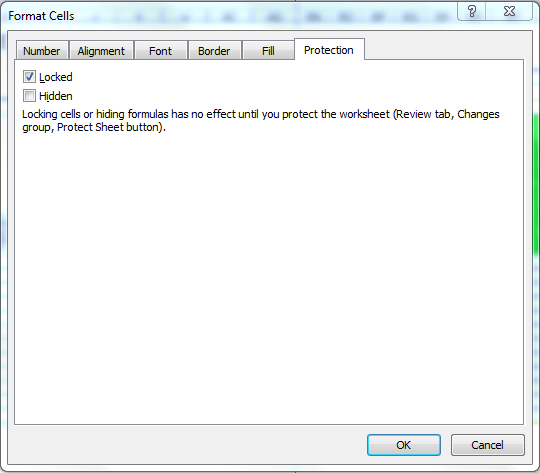 Format Cells
Number Alignment Font Border Fill Protection
Locked
Hidden
Locking cells or hiding formulas has no effect until you protect the worksheet (Review tab, Changes
group, Protect Sheet button).
OK Cancel